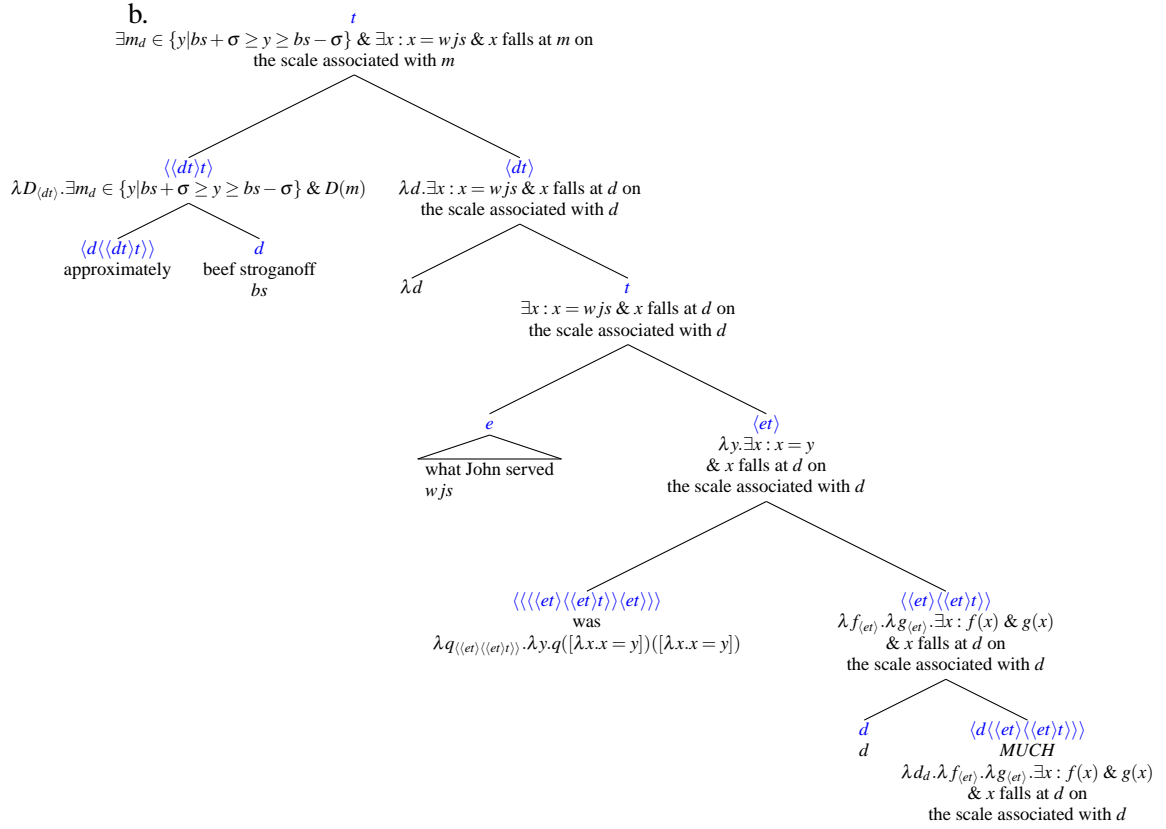 b.
t
∃m_d ∈ {y|bs + σ ≥ y ≥ bs − σ} & ∃x : x = wjs & x falls at m on
the scale associated with m
⟨⟨dt⟩t⟩
λD_⟨dt⟩.∃m_d ∈ {y|bs + σ ≥ y ≥ bs − σ} & D(m)
⟨dt⟩
λd.∃x : x = wjs & x falls at d on
the scale associated with d
⟨d⟨⟨dt⟩t⟩⟩
approximately
d
beef stroganoff
bs
λd
t
∃x : x = wjs & x falls at d on
the scale associated with d
e
what John served
wjs
⟨et⟩
λy.∃x : x = y
& x falls at d on
the scale associated with d
⟨⟨⟨⟨et⟩⟨⟨et⟩t⟩⟩⟨et⟩⟩⟩
was
λq_⟨⟨et⟩⟨⟨et⟩t⟩⟩.λy.q([λx.x = y])([λx.x = y])
⟨⟨et⟩⟨⟨et⟩t⟩⟩
λf_⟨et⟩.λg_⟨et⟩.∃x : f(x) & g(x)
& x falls at d on
the scale associated with d
d
d
⟨d⟨⟨et⟩⟨⟨et⟩t⟩⟩⟩
MUCH
λd_d.λf_⟨et⟩.λg_⟨et⟩.∃x : f(x) & g(x)
& x falls at d on
the scale associated with d